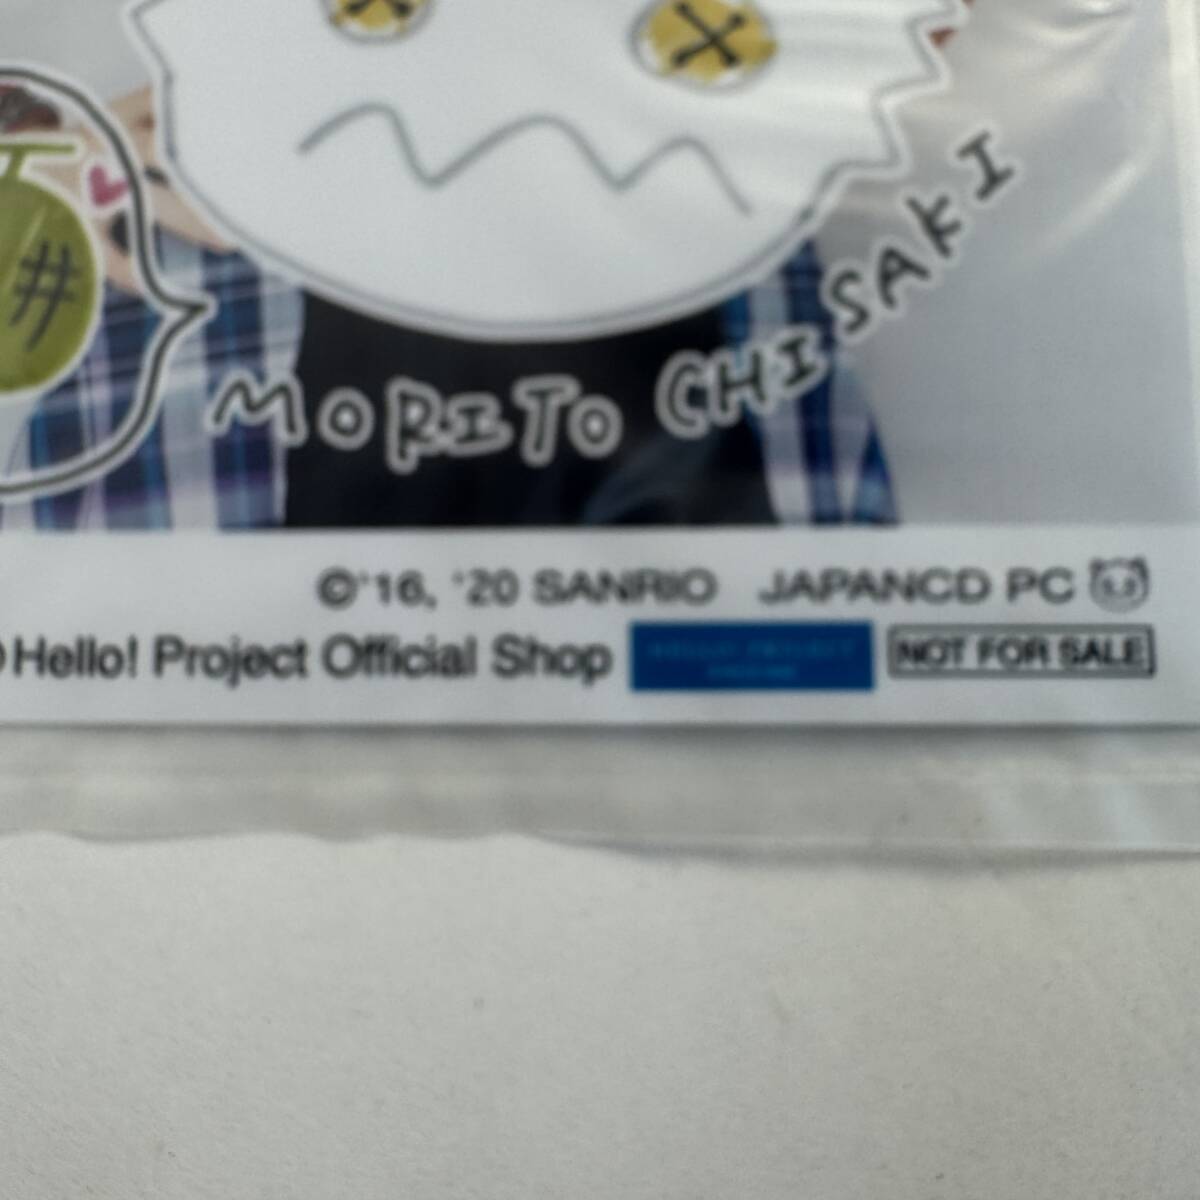 #
MORITO CHISAKI
©'16, '20 SANRIO JAPANCD PC
Hello! Project Official Shop
NOT FOR SALE